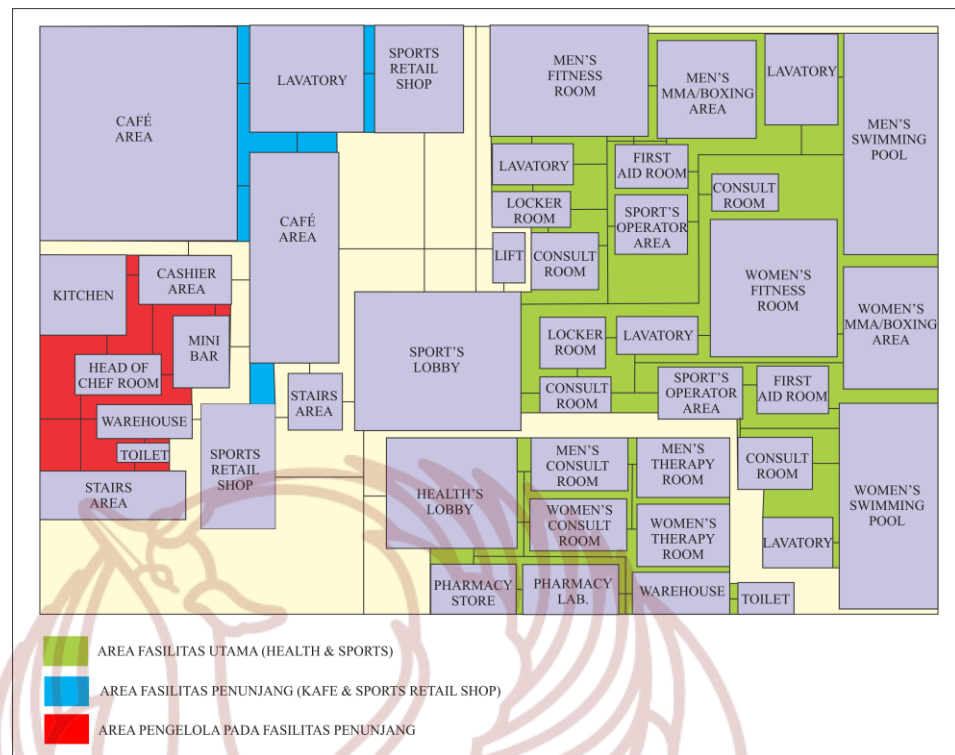 CAFÉ
AREA
LAVATORY
SPORTS
RETAIL
SHOP
MEN'S
FITNESS
ROOM
MEN'S
MMA/BOXING
AREA
LAVATORY
MEN'S
SWIMMING
POOL
LAVATORY
FIRST
AID ROOM
CONSULT
ROOM
LOCKER
ROOM
SPORT'S
OPERATOR
AREA
CAFÉ
AREA
LIFT
CONSULT
ROOM
KITCHEN
CASHIER
AREA
WOMEN'S
FITNESS
ROOM
MINI
BAR
SPORT'S
LOBBY
LOCKER
ROOM
LAVATORY
WOMEN'S
MMA/BOXING
AREA
HEAD OF
CHEF ROOM
STAIRS
AREA
CONSULT
ROOM
SPORT'S
OPERATOR
AREA
FIRST
AID ROOM
WAREHOUSE
TOILET
SPORTS
RETAIL
SHOP
STAIRS
AREA
HEALTH'S
LOBBY
MEN'S
CONSULT
ROOM
MEN'S
THERAPY
ROOM
CONSULT
ROOM
WOMEN'S
SWIMMING
POOL
WOMEN'S
CONSULT
ROOM
WOMEN'S
THERAPY
ROOM
LAVATORY
PHARMACY
STORE
PHARMACY
LAB.
WAREHOUSE
TOILET
AREA FASILITAS UTAMA (HEALTH & SPORTS)
AREA FASILITAS PENUNJANG (KAFE & SPORTS RETAIL SHOP)
AREA PENGELOLA PADA FASILITAS PENUNJANG